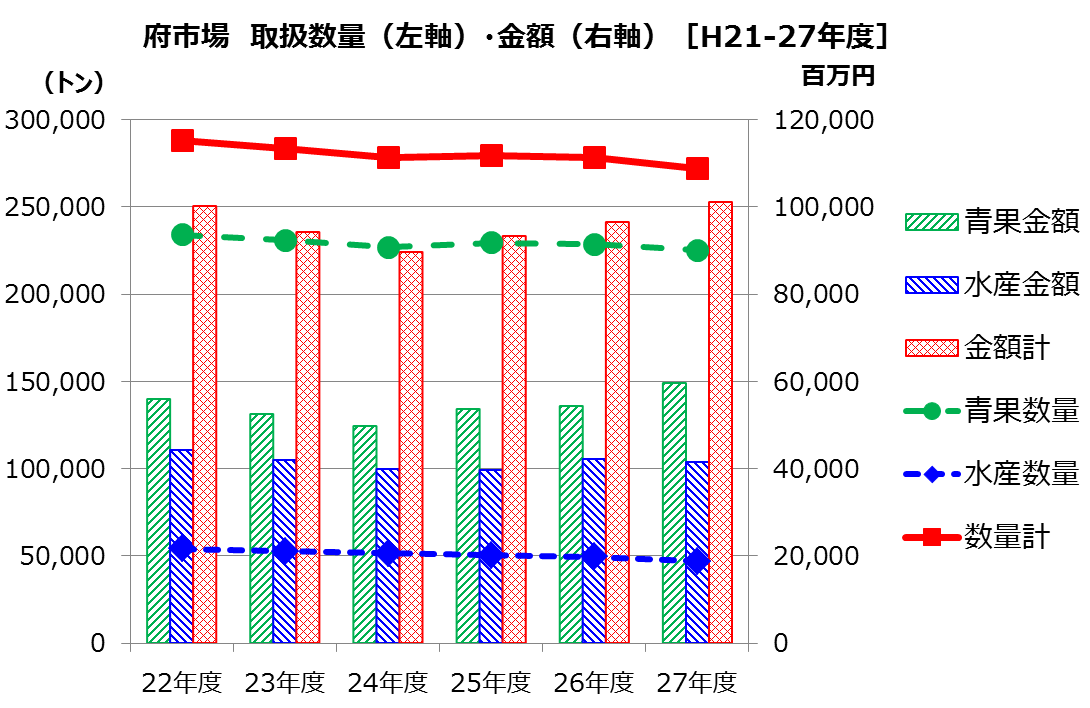 府市場 取扱数量（左軸）・金額（右軸）［H21-27年度］
（トン）
百万円
300,000
250,000
200,000
150,000
100,000
50,000
0
120,000
100,000
80,000
60,000
40,000
20,000
0
22年度 23年度 24年度 25年度 26年度 27年度
青果金額
水産金額
金額計
青果数量
水産数量
数量計